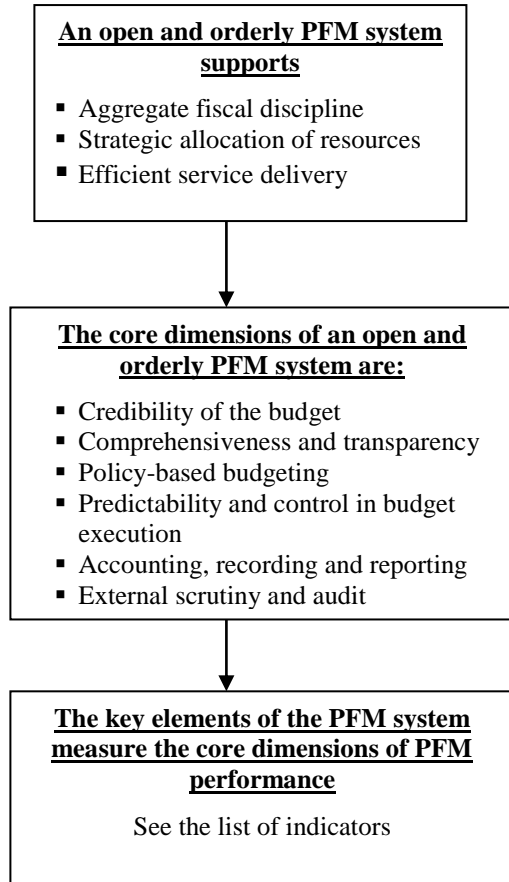 An open and orderly PFM system
supports
▪ Aggregate fiscal discipline
▪ Strategic allocation of resources
▪ Efficient service delivery
The core dimensions of an open and
orderly PFM system are:
▪ Credibility of the budget
▪ Comprehensiveness and transparency
▪ Policy-based budgeting
▪ Predictability and control in budget
execution
▪ Accounting, recording and reporting
▪ External scrutiny and audit
The key elements of the PFM system
measure the core dimensions of PFM
performance
See the list of indicators